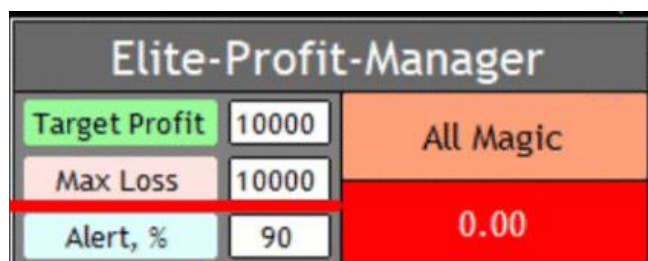 Elite-Profit-Manager
Target Profit 10000
All Magic
Max Loss 10000
Alert, % 90
0.00